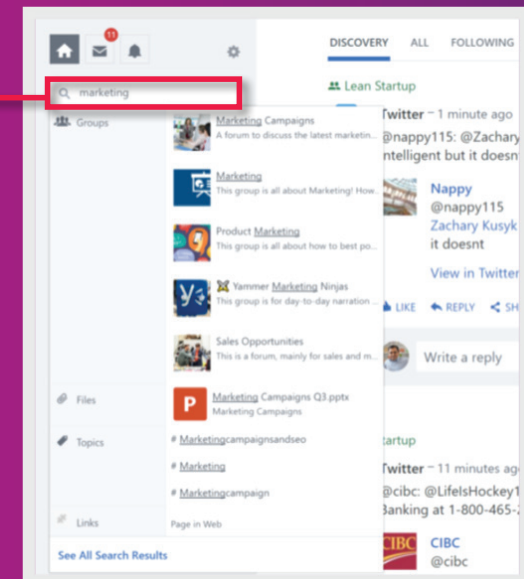 11
DISCOVERY ALL FOLLOWING
marketing
Groups
Marketing Campaigns
A forum to discuss the latest marketin...
Marketing
This group is all about Marketing! How...
Product Marketing
This group is all about how to best po...
Yammer Marketing Ninjas
This group is for day-to-day narration ...
Sales Opportunities
This is a forum, mainly for sales and m...
Files
P
Marketing Campaigns Q3.pptx
Marketing Campaigns
Topics
# Marketingcampaignsandseo
# Marketing
# Marketingcampaign
Links
Page in Web
See All Search Results
Lean Startup
Twitter – 1 minute ago
@nappy115: @Zachary
ntelligent but it doesn
Nappy
@nappy115
Zachary Kusyk
it doesnt
View in Twitter
LIKE REPLY SH
Write a reply
tartup
Twitter – 11 minutes ag
@cibc: @LifeIsHockey1
Banking at 1-800-465-
CIBC
CIBC
@cibc